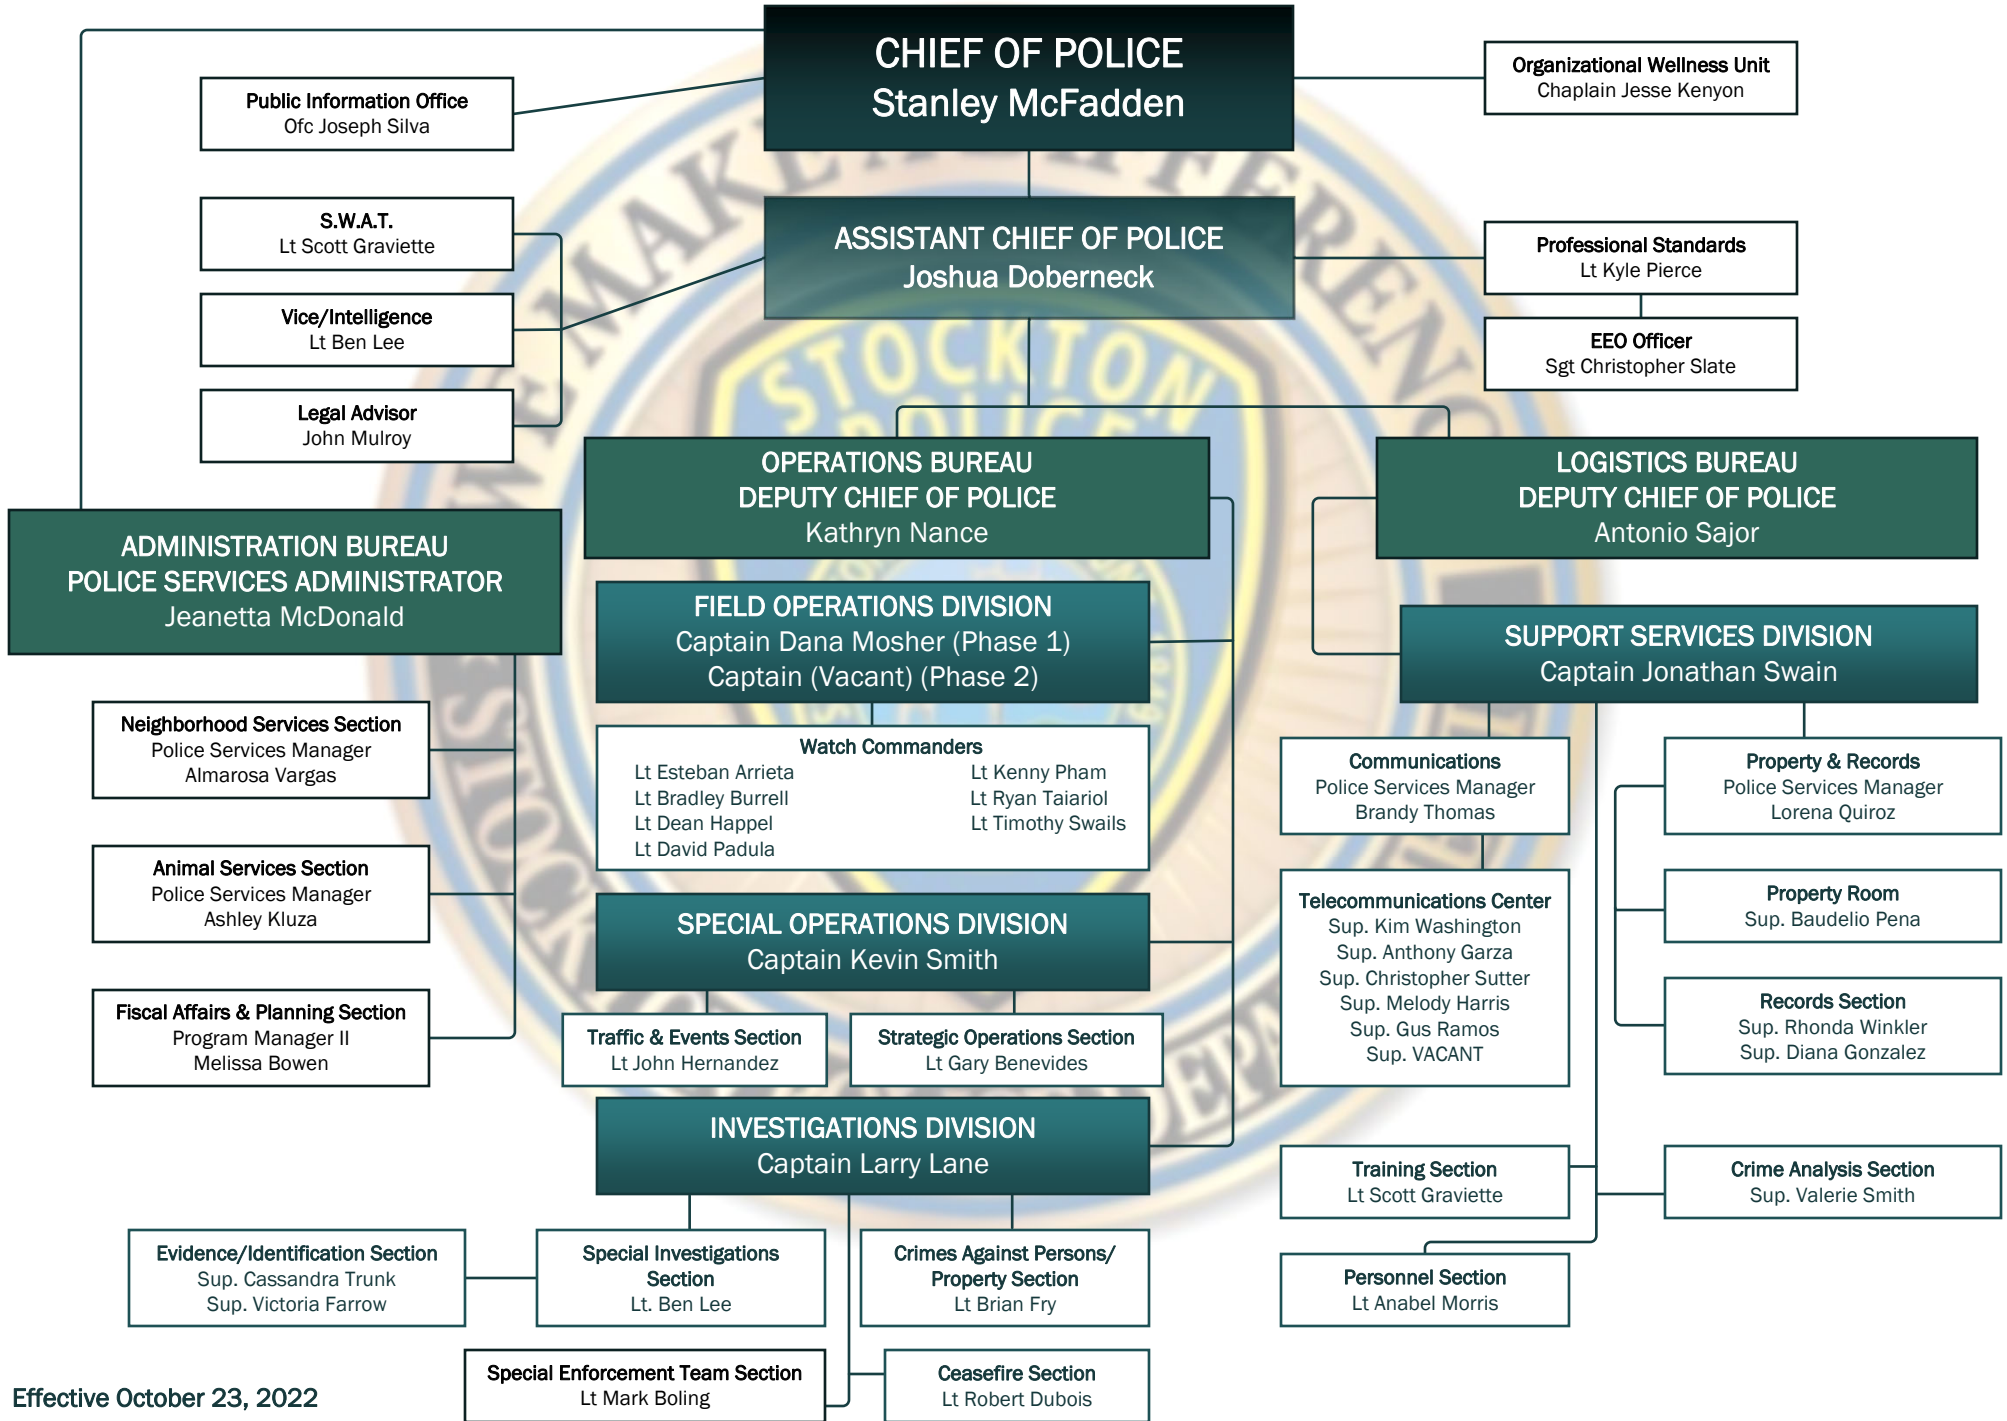 CHIEF OF POLICE
Stanley McFadden
Public Information Office
Ofc Joseph Silva
Organizational Wellness Unit
Chaplain Jesse Kenyon
S.W.A.T.
Lt Scott Graviette
Vice/Intelligence
Lt Ben Lee
Legal Advisor
John Mulroy
ASSISTANT CHIEF OF POLICE
Joshua Doberneck
Professional Standards
Lt Kyle Pierce
EEO Officer
Sgt Christopher Slate
WE MAKE A DIFFERENCE
STOCKTON
POLICE
ADMINISTRATION BUREAU
POLICE SERVICES ADMINISTRATOR
Jeanetta McDonald
Neighborhood Services Section
Police Services Manager
Almarosa Vargas
Animal Services Section
Police Services Manager
Ashley Kluza
Fiscal Affairs & Planning Section
Program Manager II
Melissa Bowen
OPERATIONS BUREAU
DEPUTY CHIEF OF POLICE
Kathryn Nance
FIELD OPERATIONS DIVISION
Captain Dana Mosher (Phase 1)
Captain (Vacant) (Phase 2)
Watch Commanders
Lt Esteban Arrieta
Lt Bradley Burrell
Lt Dean Happel
Lt David Padula
Lt Kenny Pham
Lt Ryan Taiariol
Lt Timothy Swails
SPECIAL OPERATIONS DIVISION
Captain Kevin Smith
Traffic & Events Section
Lt John Hernandez
Strategic Operations Section
Lt Gary Benevides
INVESTIGATIONS DIVISION
Captain Larry Lane
Evidence/Identification Section
Sup. Cassandra Trunk
Sup. Victoria Farrow
Special Investigations
Section
Lt. Ben Lee
Crimes Against Persons/
Property Section
Lt Brian Fry
Special Enforcement Team Section
Lt Mark Boling
Ceasefire Section
Lt Robert Dubois
LOGISTICS BUREAU
DEPUTY CHIEF OF POLICE
Antonio Sajor
SUPPORT SERVICES DIVISION
Captain Jonathan Swain
Communications
Police Services Manager
Brandy Thomas
Telecommunications Center
Sup. Kim Washington
Sup. Anthony Garza
Sup. Christopher Sutter
Sup. Melody Harris
Sup. Gus Ramos
Sup. VACANT
Property & Records
Police Services Manager
Lorena Quiroz
Property Room
Sup. Baudelio Pena
Records Section
Sup. Rhonda Winkler
Sup. Diana Gonzalez
Training Section
Lt Scott Graviette
Crime Analysis Section
Sup. Valerie Smith
Personnel Section
Lt Anabel Morris
Effective October 23, 2022